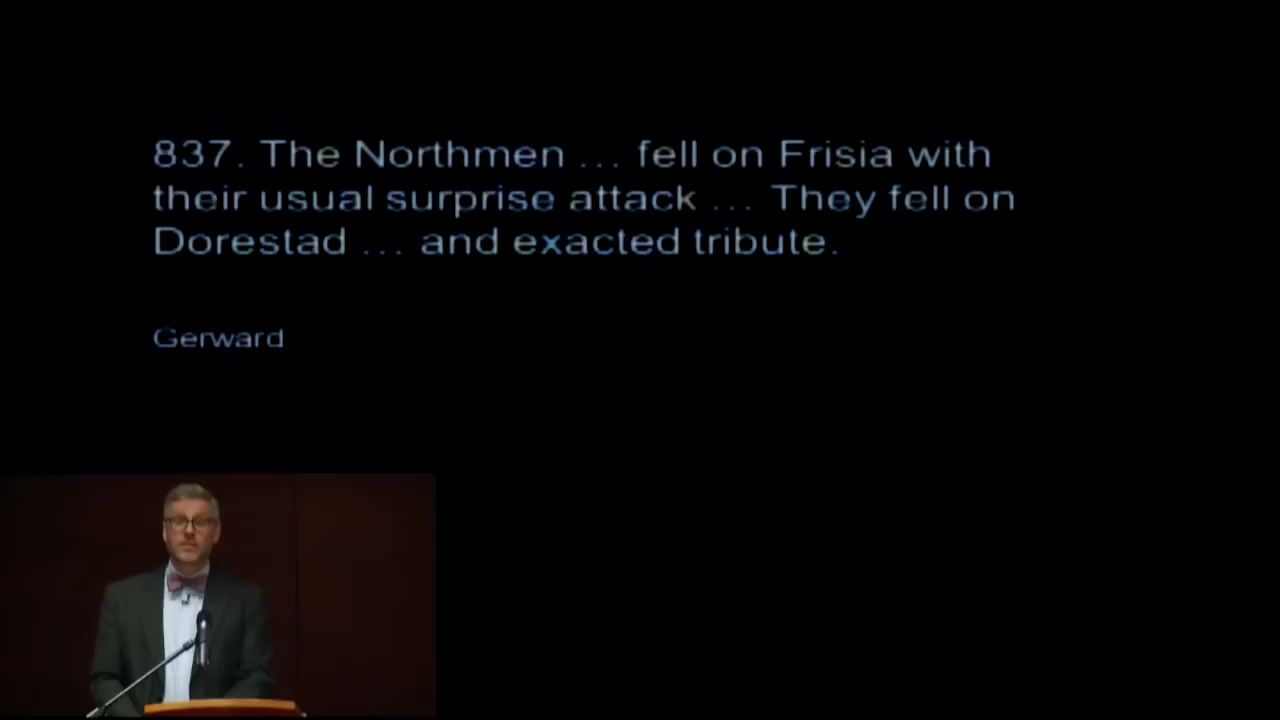 837. The Northmen ... fell on Frisia with
their usual surprise attack ... They fell on
Dorestad ... and exacted tribute.
Gerward